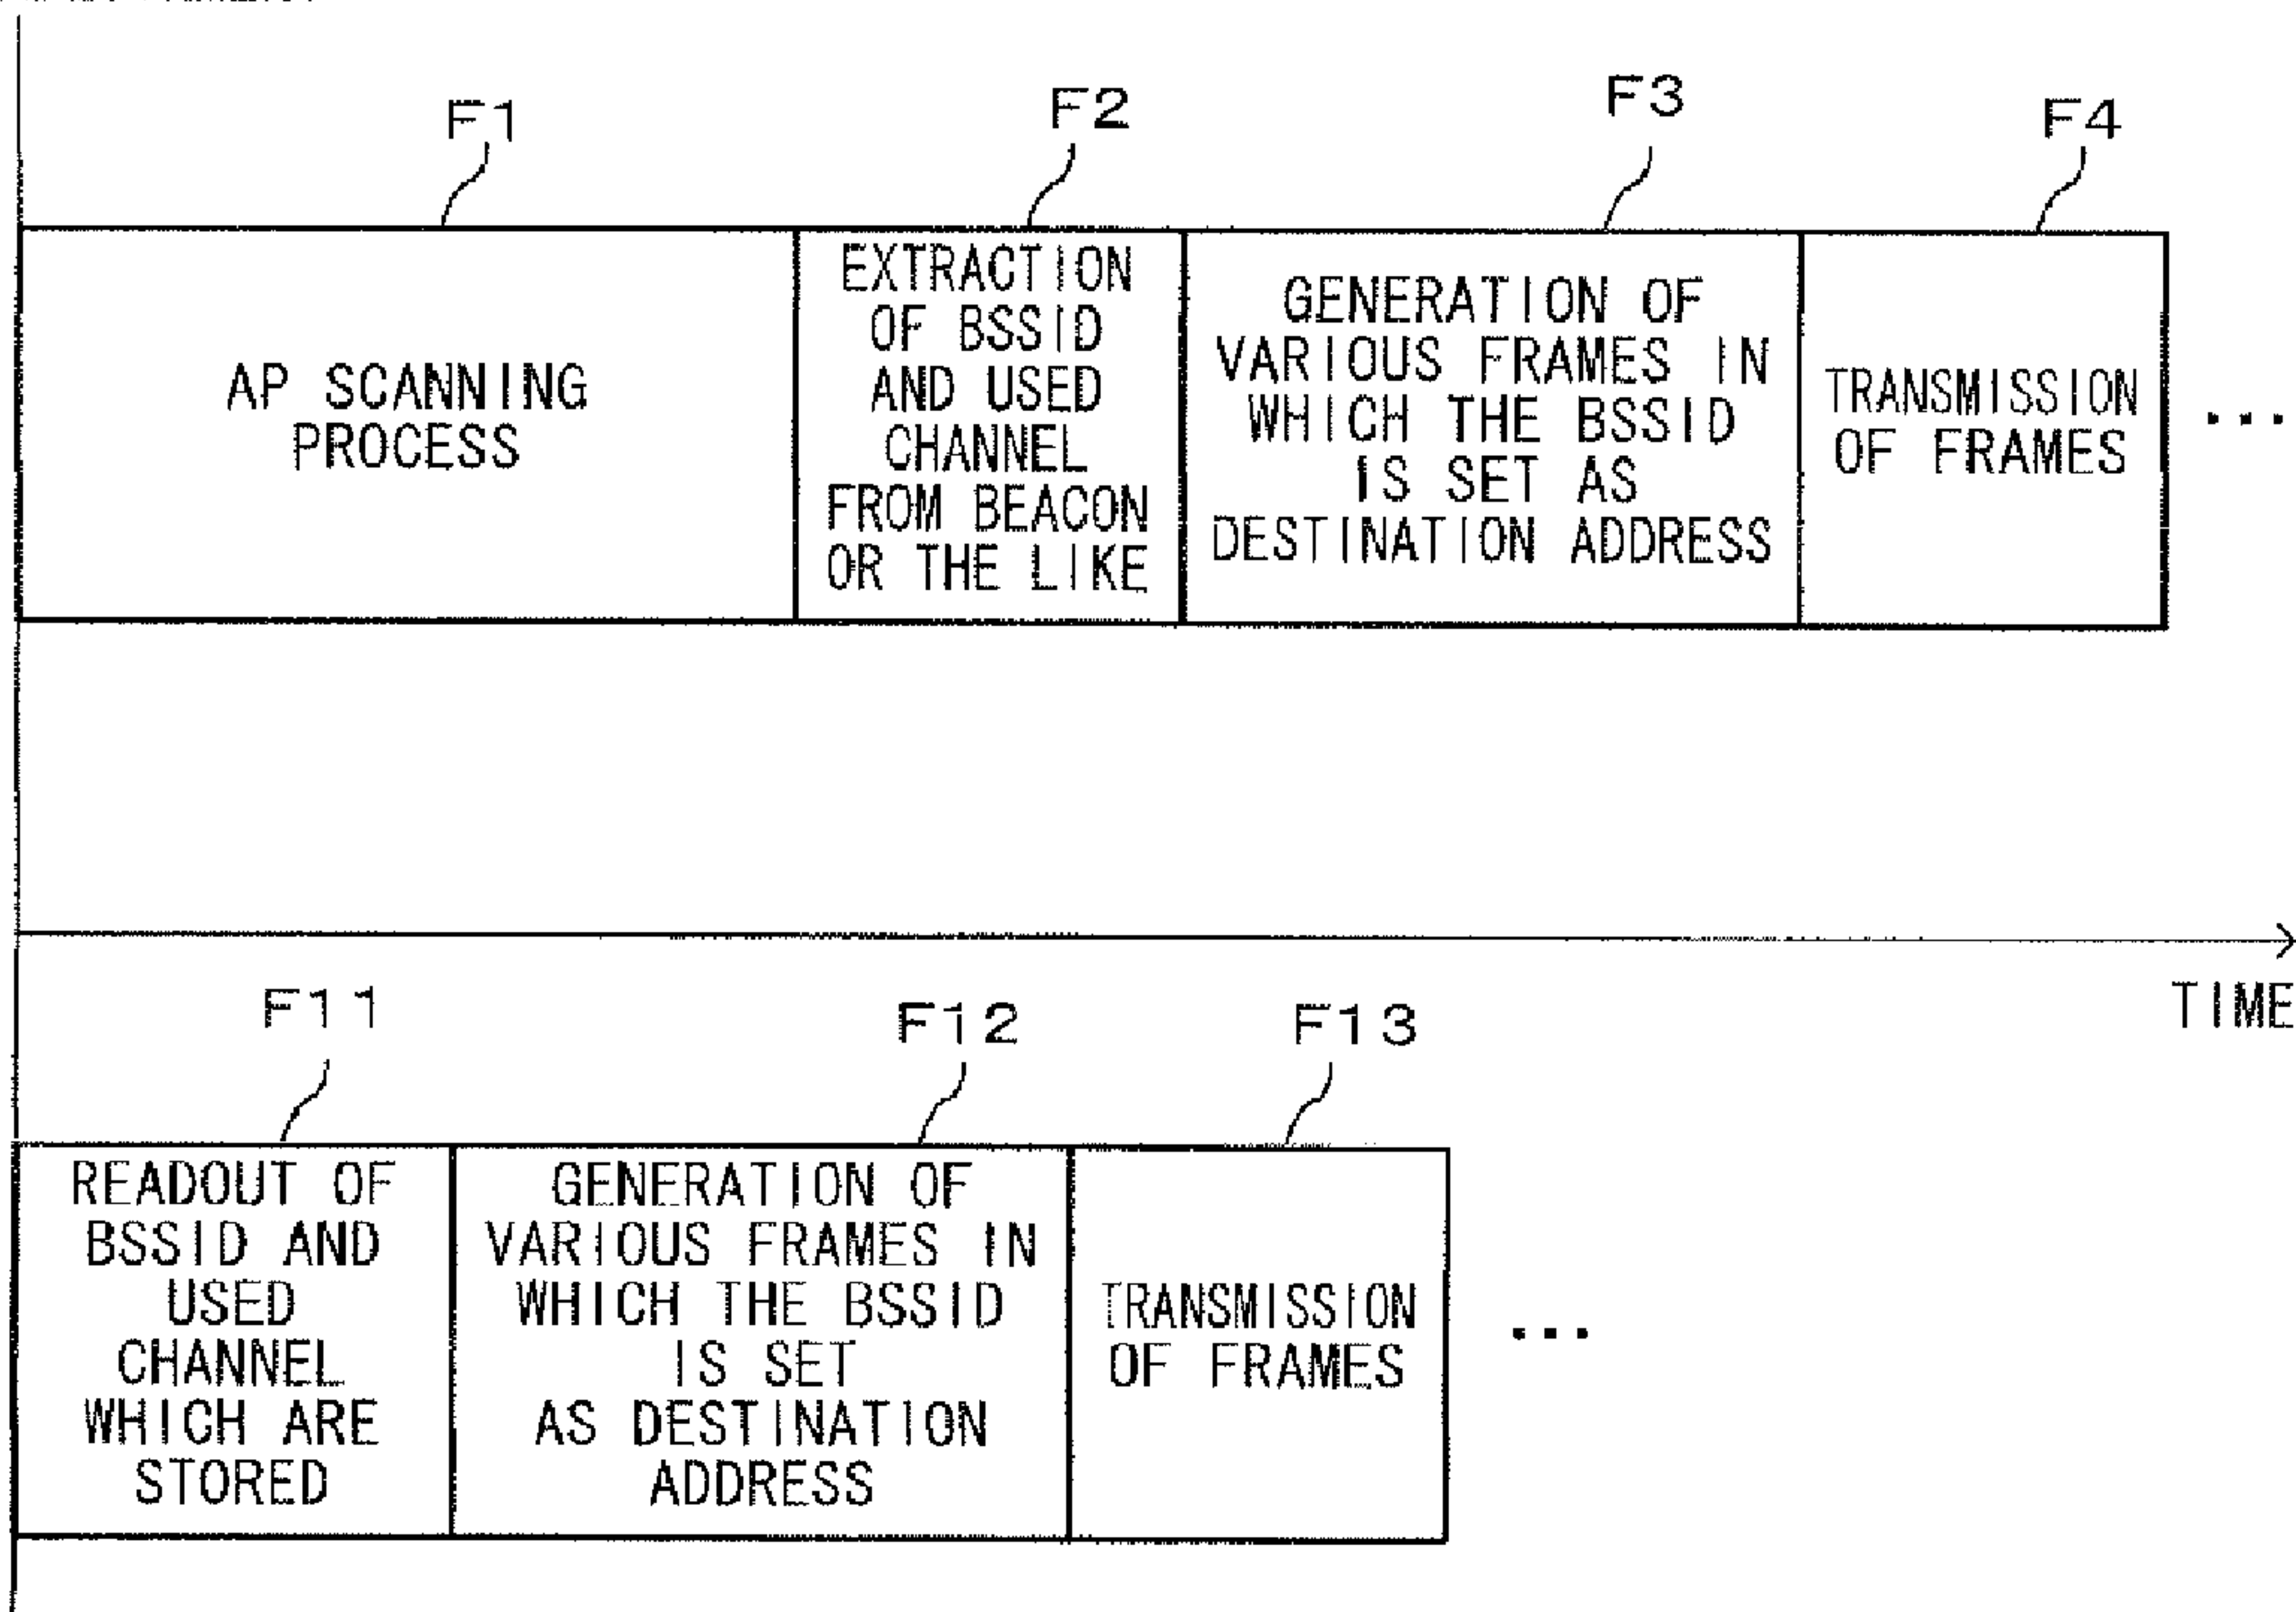 F1
F2
F3
F4
AP SCANNING
PROCESS
EXTRACTION
OF BSSID
AND USED
CHANNEL
FROM BEACON
OR THE LIKE
GENERATION OF
VARIOUS FRAMES IN
WHICH THE BSSID
IS SET AS
DESTINATION ADDRESS
TRANSMISSION
OF FRAMES
...
TIME
F11
F12
F13
READOUT OF
BSSID AND
USED
CHANNEL
WHICH ARE
STORED
GENERATION OF
VARIOUS FRAMES IN
WHICH THE BSSID
IS SET
AS DESTINATION
ADDRESS
TRANSMISSION
OF FRAMES
...